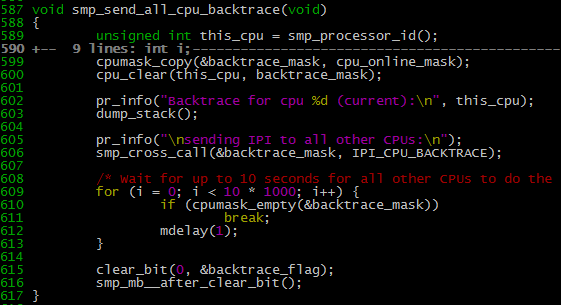 587 void smp_send_all_cpu_backtrace(void)
588 {
589 unsigned int this_cpu = smp_processor_id();
590 +-- 9 lines: int i;----------------------------------------------
599 cpumask_copy(&backtrace_mask, cpu_online_mask);
600 cpu_clear(this_cpu, backtrace_mask);
601
602 pr_info("Backtrace for cpu %d (current):\n", this_cpu);
603 dump_stack();
604
605 pr_info("\nsending IPI to all other CPUs:\n");
606 smp_cross_call(&backtrace_mask, IPI_CPU_BACKTRACE);
607
608 /* Wait for up to 10 seconds for all other CPUs to do the
609 for (i = 0; i < 10 * 1000; i++) {
610 if (cpumask_empty(&backtrace_mask))
611 break;
612 mdelay(1);
613 }
614
615 clear_bit(0, &backtrace_flag);
616 smp_mb__after_clear_bit();
617 }